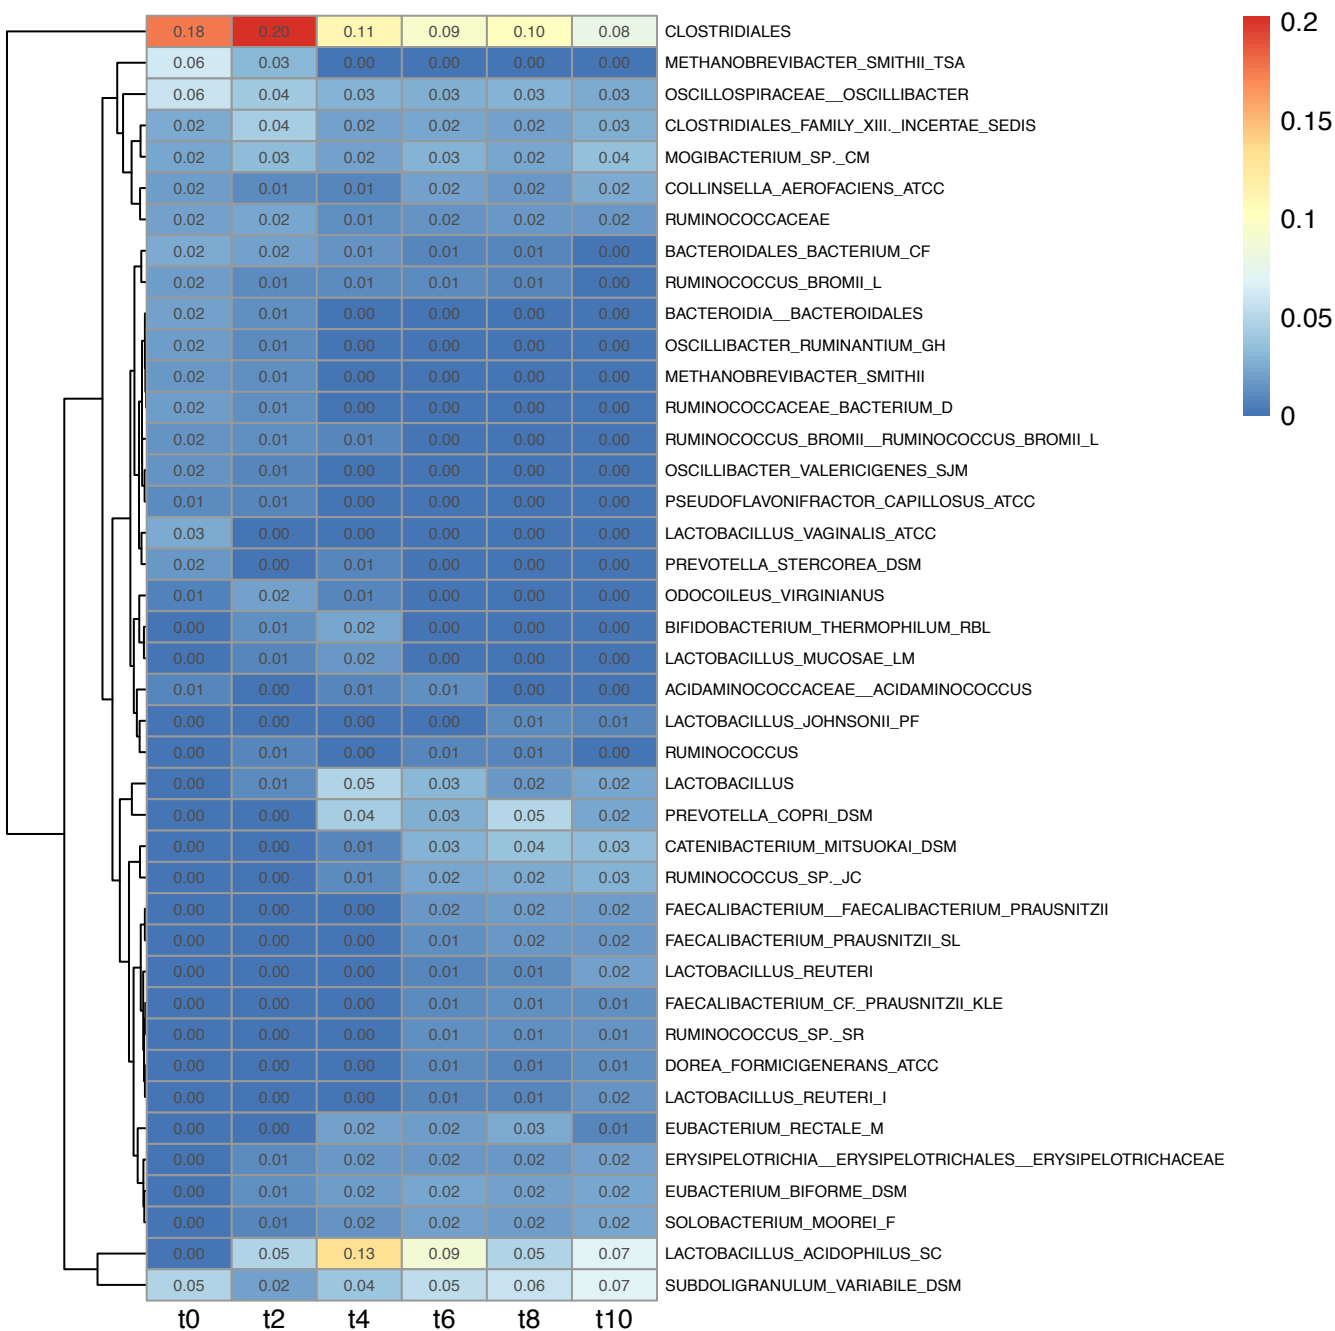 0.18 0.20 0.11 0.09 0.10 0.08 CLOSTRIDIALES 0.2
0.06 0.03 0.00 0.00 0.00 0.00 METHANOBREVIBACTER_SMITHII_TSA
0.06 0.04 0.03 0.03 0.03 0.03 OSCILLOSPIRACEAE__OSCILLIBACTER
0.02 0.04 0.02 0.02 0.02 0.03 CLOSTRIDIALES_FAMILY_XIII._INCERTAE_SEDIS 0.15
0.02 0.03 0.02 0.03 0.02 0.04 MOGIBACTERIUM_SP._CM
0.02 0.01 0.01 0.02 0.02 0.02 COLLINSELLA_AEROFACIENS_ATCC
0.02 0.02 0.01 0.02 0.02 0.02 RUMINOCOCCACEAE 0.1
0.02 0.02 0.01 0.01 0.01 0.00 BACTEROIDALES_BACTERIUM_CF
0.02 0.01 0.01 0.01 0.01 0.00 RUMINOCOCCUS_BROMII_L
0.02 0.01 0.00 0.00 0.00 0.00 BACTEROIDIA__BACTEROIDALES 0.05
0.02 0.01 0.00 0.00 0.00 0.00 OSCILLIBACTER_RUMINANTIUM_GH
0.02 0.01 0.00 0.00 0.00 0.00 METHANOBREVIBACTER_SMITHII
0.02 0.01 0.00 0.00 0.00 0.00 RUMINOCOCCACEAE_BACTERIUM_D 0
0.02 0.01 0.01 0.00 0.00 0.00 RUMINOCOCCUS_BROMII__RUMINOCOCCUS_BROMII_L
0.02 0.01 0.00 0.00 0.00 0.00 OSCILLIBACTER_VALERICIGENES_SJM
0.01 0.01 0.00 0.00 0.00 0.00 PSEUDOFLAVONIFRACTOR_CAPILLOSUS_ATCC
0.03 0.00 0.00 0.00 0.00 0.00 LACTOBACILLUS_VAGINALIS_ATCC
0.02 0.00 0.01 0.00 0.00 0.00 PREVOTELLA_STERCOREA_DSM
0.01 0.02 0.01 0.00 0.00 0.00 ODOCOILEUS_VIRGINIANUS
0.00 0.01 0.02 0.00 0.00 0.00 BIFIDOBACTERIUM_THERMOPHILUM_RBL
0.00 0.01 0.02 0.00 0.00 0.00 LACTOBACILLUS_MUCOSAE_LM
0.01 0.00 0.01 0.01 0.00 0.00 ACIDAMINOCOCCACEAE__ACIDAMINOCOCCUS
0.00 0.00 0.00 0.00 0.01 0.01 LACTOBACILLUS_JOHNSONII_PF
0.00 0.01 0.00 0.01 0.01 0.00 RUMINOCOCCUS
0.00 0.01 0.05 0.03 0.02 0.02 LACTOBACILLUS
0.00 0.00 0.04 0.03 0.05 0.02 PREVOTELLA_COPRI_DSM
0.00 0.00 0.01 0.03 0.04 0.03 CATENIBACTERIUM_MITSUOKAI_DSM
0.00 0.00 0.01 0.02 0.02 0.03 RUMINOCOCCUS_SP._JC
0.00 0.00 0.00 0.02 0.02 0.02 FAECALIBACTERIUM__FAECALIBACTERIUM_PRAUSNITZII
0.00 0.00 0.00 0.01 0.02 0.02 FAECALIBACTERIUM_PRAUSNITZII_SL
0.00 0.00 0.00 0.01 0.01 0.02 LACTOBACILLUS_REUTERI
0.00 0.00 0.00 0.01 0.01 0.01 FAECALIBACTERIUM_CF._PRAUSNITZII_KLE
0.00 0.00 0.00 0.01 0.01 0.01 RUMINOCOCCUS_SP._SR
0.00 0.00 0.00 0.01 0.01 0.01 DOREA_FORMICIGENERANS_ATCC
0.00 0.00 0.00 0.01 0.01 0.02 LACTOBACILLUS_REUTERI_I
0.00 0.00 0.02 0.02 0.03 0.01 EUBACTERIUM_RECTALE_M
0.00 0.01 0.02 0.02 0.02 0.02 ERYSIPELOTRICHIA__ERYSIPELOTRICHALES__ERYSIPELOTRICHACEAE
0.00 0.01 0.02 0.02 0.02 0.02 EUBACTERIUM_BIFORME_DSM
0.00 0.01 0.02 0.02 0.02 0.02 SOLOBACTERIUM_MOOREI_F
0.00 0.05 0.13 0.09 0.05 0.07 LACTOBACILLUS_ACIDOPHILUS_SC
0.05 0.02 0.04 0.05 0.06 0.07 SUBDOLIGRANULUM_VARIABILE_DSM
t0 t2 t4 t6 t8 t10